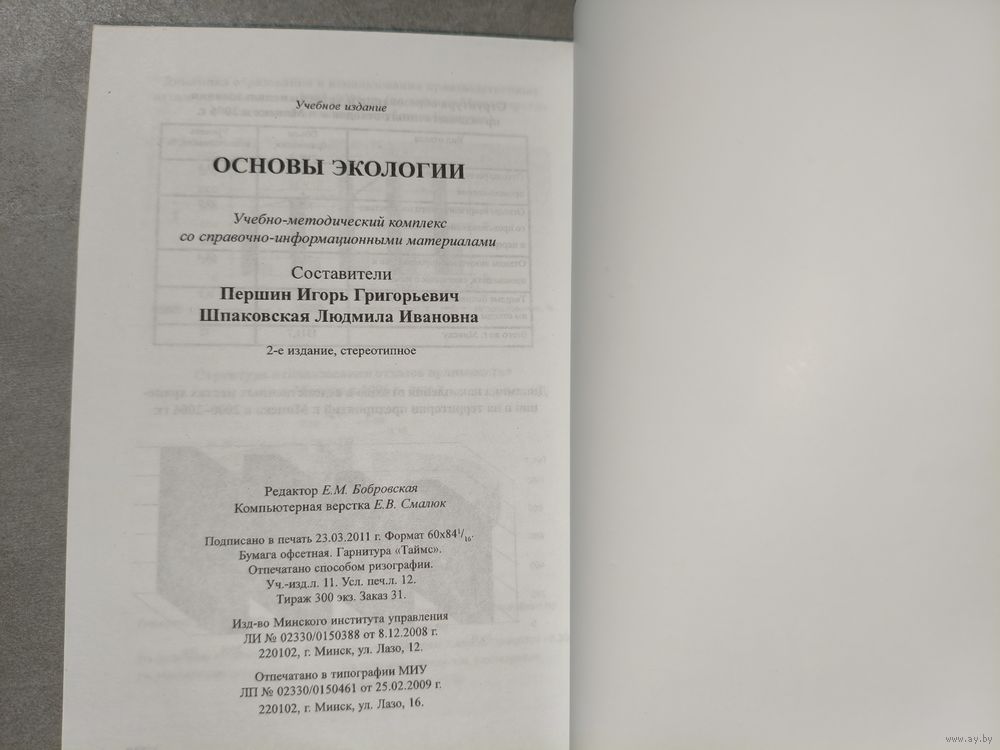 Учебное издание
ОСНОВЫ ЭКОЛОГИИ
Учебно-методический комплекс
со справочно-информационными материалами
Составители
Першин Игорь Григорьевич
Шпаковская Людмила Ивановна
2-е издание, стереотипное
Редактор Е.М. Бобровская
Компьютерная верстка Е.В. Смалюк
Подписано в печать 23.03.2011 г. Формат 60х84¹/₁₆.
Бумага офсетная. Гарнитура «Таймс».
Отпечатано способом ризографии.
Уч.-изд.л. 11. Усл. печ.л. 12.
Тираж 300 экз. Заказ 31.
Изд-во Минского института управления
ЛИ № 02330/0150388 от 8.12.2008 г.
220102, г. Минск, ул. Лазо, 12.
Отпечатано в типографии МИУ
ЛП № 02330/0150461 от 25.02.2009 г.
220102, г. Минск, ул. Лазо, 16.
www.ay.by